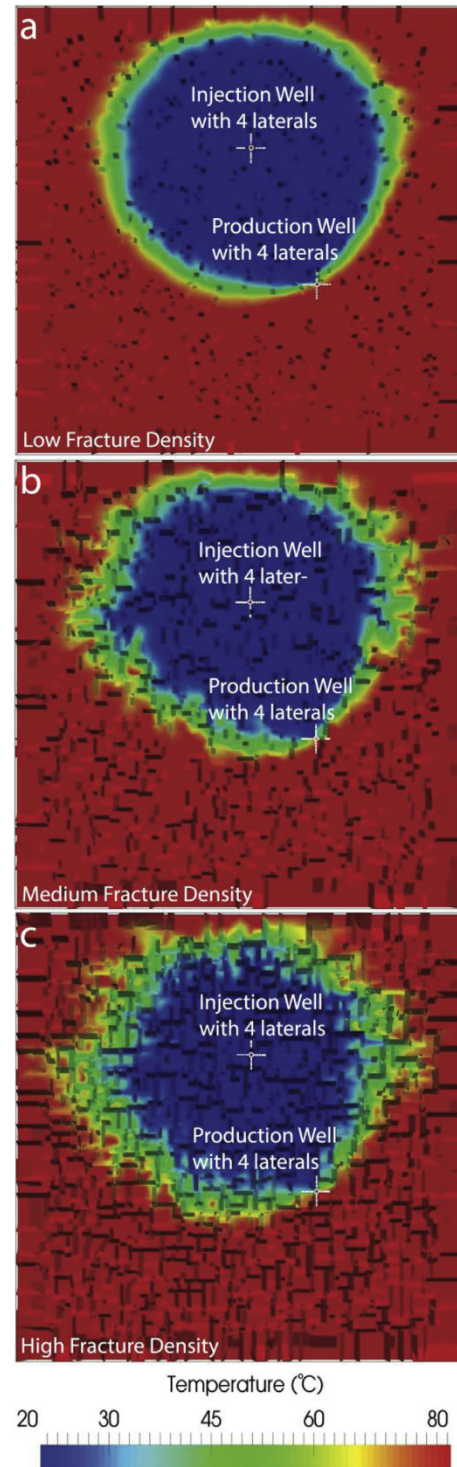 a
Injection Well
with 4 laterals
Production Well
with 4 laterals
Low Fracture Density
b
Injection Well
with 4 later-
Production Well
with 4 laterals
Medium Fracture Density
c
Injection Well
with 4 laterals
Production Well
with 4 laterals
High Fracture Density
Temperature (°C)
20 30 45 60 80